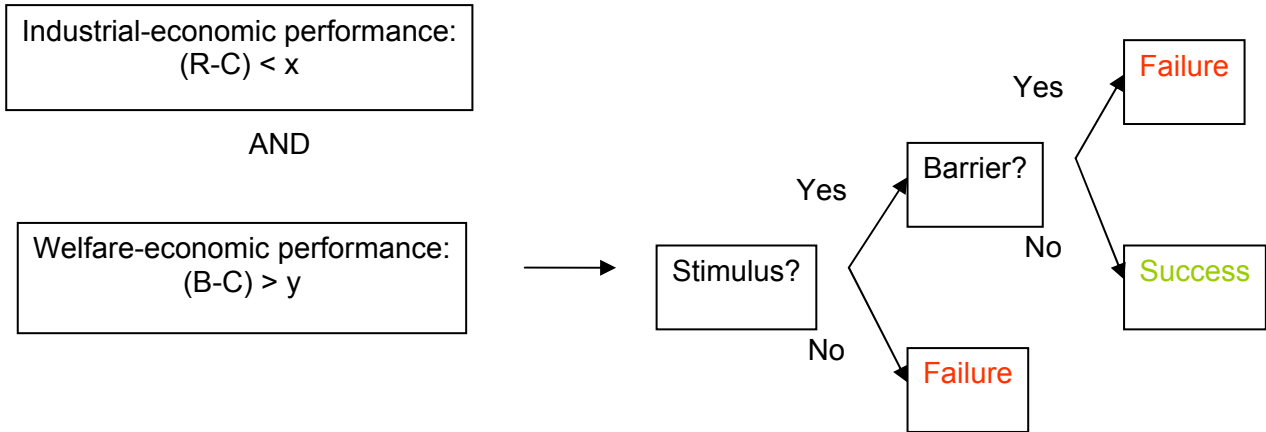 Industrial-economic performance:
(R-C) < x
AND
Welfare-economic performance:
(B-C) > y
Stimulus?
Yes
No
Barrier?
Failure
Yes
No
Failure
Success